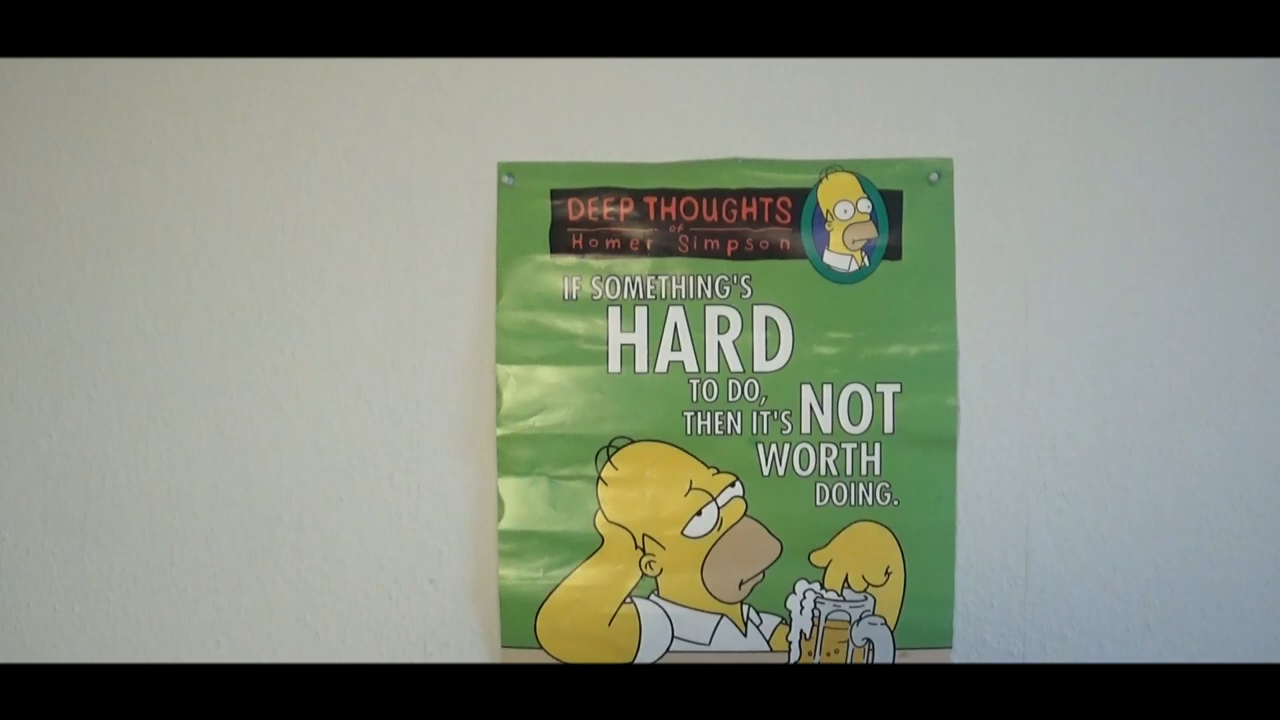 DEEP THOUGHTS
of
Homer Simpson
IF SOMETHING'S
HARD
TO DO,
THEN IT'S NOT
WORTH
DOING.